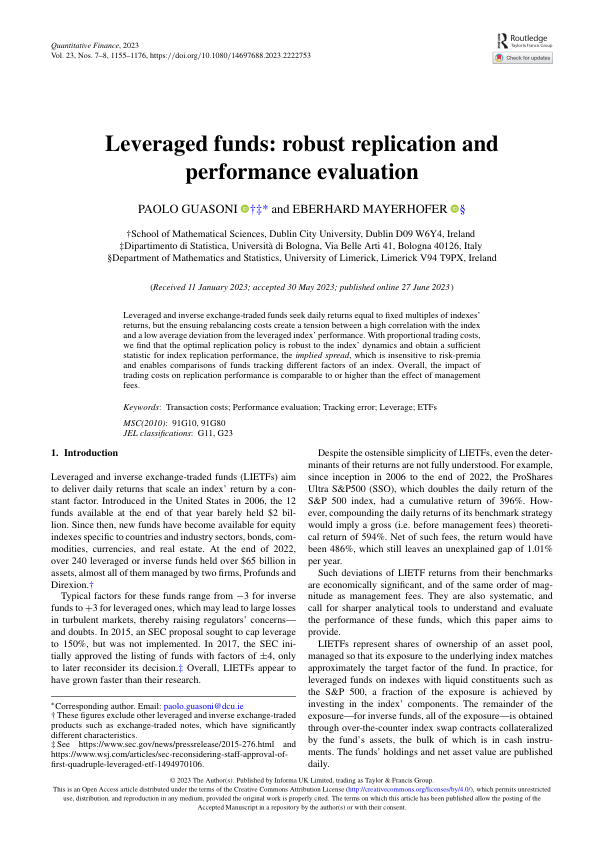 Quantitative Finance, 2023
Vol. 23, Nos. 7–8, 1155–1176, https://doi.org/10.1080/14697688.2023.2222753
Routledge
Taylor & Francis Group
Check for updates
Leveraged funds: robust replication and
performance evaluation
PAOLO GUASONI †‡* and EBERHARD MAYERHOFER §
†School of Mathematical Sciences, Dublin City University, Dublin D09 W6Y4, Ireland
‡Dipartimento di Statistica, Università di Bologna, Via Belle Arti 41, Bologna 40126, Italy
§Department of Mathematics and Statistics, University of Limerick, Limerick V94 T9PX, Ireland
(Received 11 January 2023; accepted 30 May 2023; published online 27 June 2023)
Leveraged and inverse exchange-traded funds seek daily returns equal to fixed multiples of indexes'
returns, but the ensuing rebalancing costs create a tension between a high correlation with the index
and a low average deviation from the leveraged index' performance. With proportional trading costs,
we find that the optimal replication policy is robust to the index' dynamics and obtain a sufficient
statistic for index replication performance, the implied spread, which is insensitive to risk-premia
and enables comparisons of funds tracking different factors of an index. Overall, the impact of
trading costs on replication performance is comparable to or higher than the effect of management
fees.
Keywords: Transaction costs; Performance evaluation; Tracking error; Leverage; ETFs
MSC(2010): 91G10, 91G80
JEL classifications: G11, G23
1. Introduction
Leveraged and inverse exchange-traded funds (LIETFs) aim
to deliver daily returns that scale an index' return by a con-
stant factor. Introduced in the United States in 2006, the 12
funds available at the end of that year barely held $2 bil-
lion. Since then, new funds have become available for equity
indexes specific to countries and industry sectors, bonds, com-
modities, currencies, and real estate. At the end of 2022,
over 240 leveraged or inverse funds held over $65 billion in
assets, almost all of them managed by two firms, Profunds and
Direxion.†
Typical factors for these funds range from −3 for inverse
funds to +3 for leveraged ones, which may lead to large losses
in turbulent markets, thereby raising regulators' concerns—
and doubts. In 2015, an SEC proposal sought to cap leverage
to 150%, but was not implemented. In 2017, the SEC ini-
tially approved the listing of funds with factors of ±4, only
to later reconsider its decision.‡ Overall, LIETFs appear to
have grown faster than their research.
*Corresponding author. Email: paolo.guasoni@dcu.ie
† These figures exclude other leveraged and inverse exchange-traded
products such as exchange-traded notes, which have significantly
different characteristics.
‡ See https://www.sec.gov/news/pressrelease/2015-276.html and
https://www.wsj.com/articles/sec-reconsidering-staff-approval-of-
first-quadruple-leveraged-etf-1494970106.
Despite the ostensible simplicity of LIETFs, even the deter-
minants of their returns are not fully understood. For example,
since inception in 2006 to the end of 2022, the ProShares
Ultra S&P500 (SSO), which doubles the daily return of the
S&P 500 index, had a cumulative return of 396%. How-
ever, compounding the daily returns of its benchmark strategy
would imply a gross (i.e. before management fees) theoreti-
cal return of 594%. Net of such fees, the return would have
been 486%, which still leaves an unexplained gap of 1.01%
per year.
Such deviations of LIETF returns from their benchmarks
are economically significant, and of the same order of mag-
nitude as management fees. They are also systematic, and
call for sharper analytical tools to understand and evaluate
the performance of these funds, which this paper aims to
provide.
LIETFs represent shares of ownership of an asset pool,
managed so that its exposure to the underlying index matches
approximately the target factor of the fund. In practice, for
leveraged funds on indexes with liquid constituents such as
the S&P 500, a fraction of the exposure is achieved by
investing in the index' components. The remainder of the
exposure—for inverse funds, all of the exposure—is obtained
through over-the-counter index swap contracts collateralized
by the fund's assets, the bulk of which is in cash instru-
ments. The funds' holdings and net asset value are published
daily.
© 2023 The Author(s). Published by Informa UK Limited, trading as Taylor & Francis Group.
This is an Open Access article distributed under the terms of the Creative Commons Attribution License (http://creativecommons.org/licenses/by/4.0/), which permits unrestricted
use, distribution, and reproduction in any medium, provided the original work is properly cited. The terms on which this article has been published allow the posting of the
Accepted Manuscript in a repository by the author(s) or with their consent.